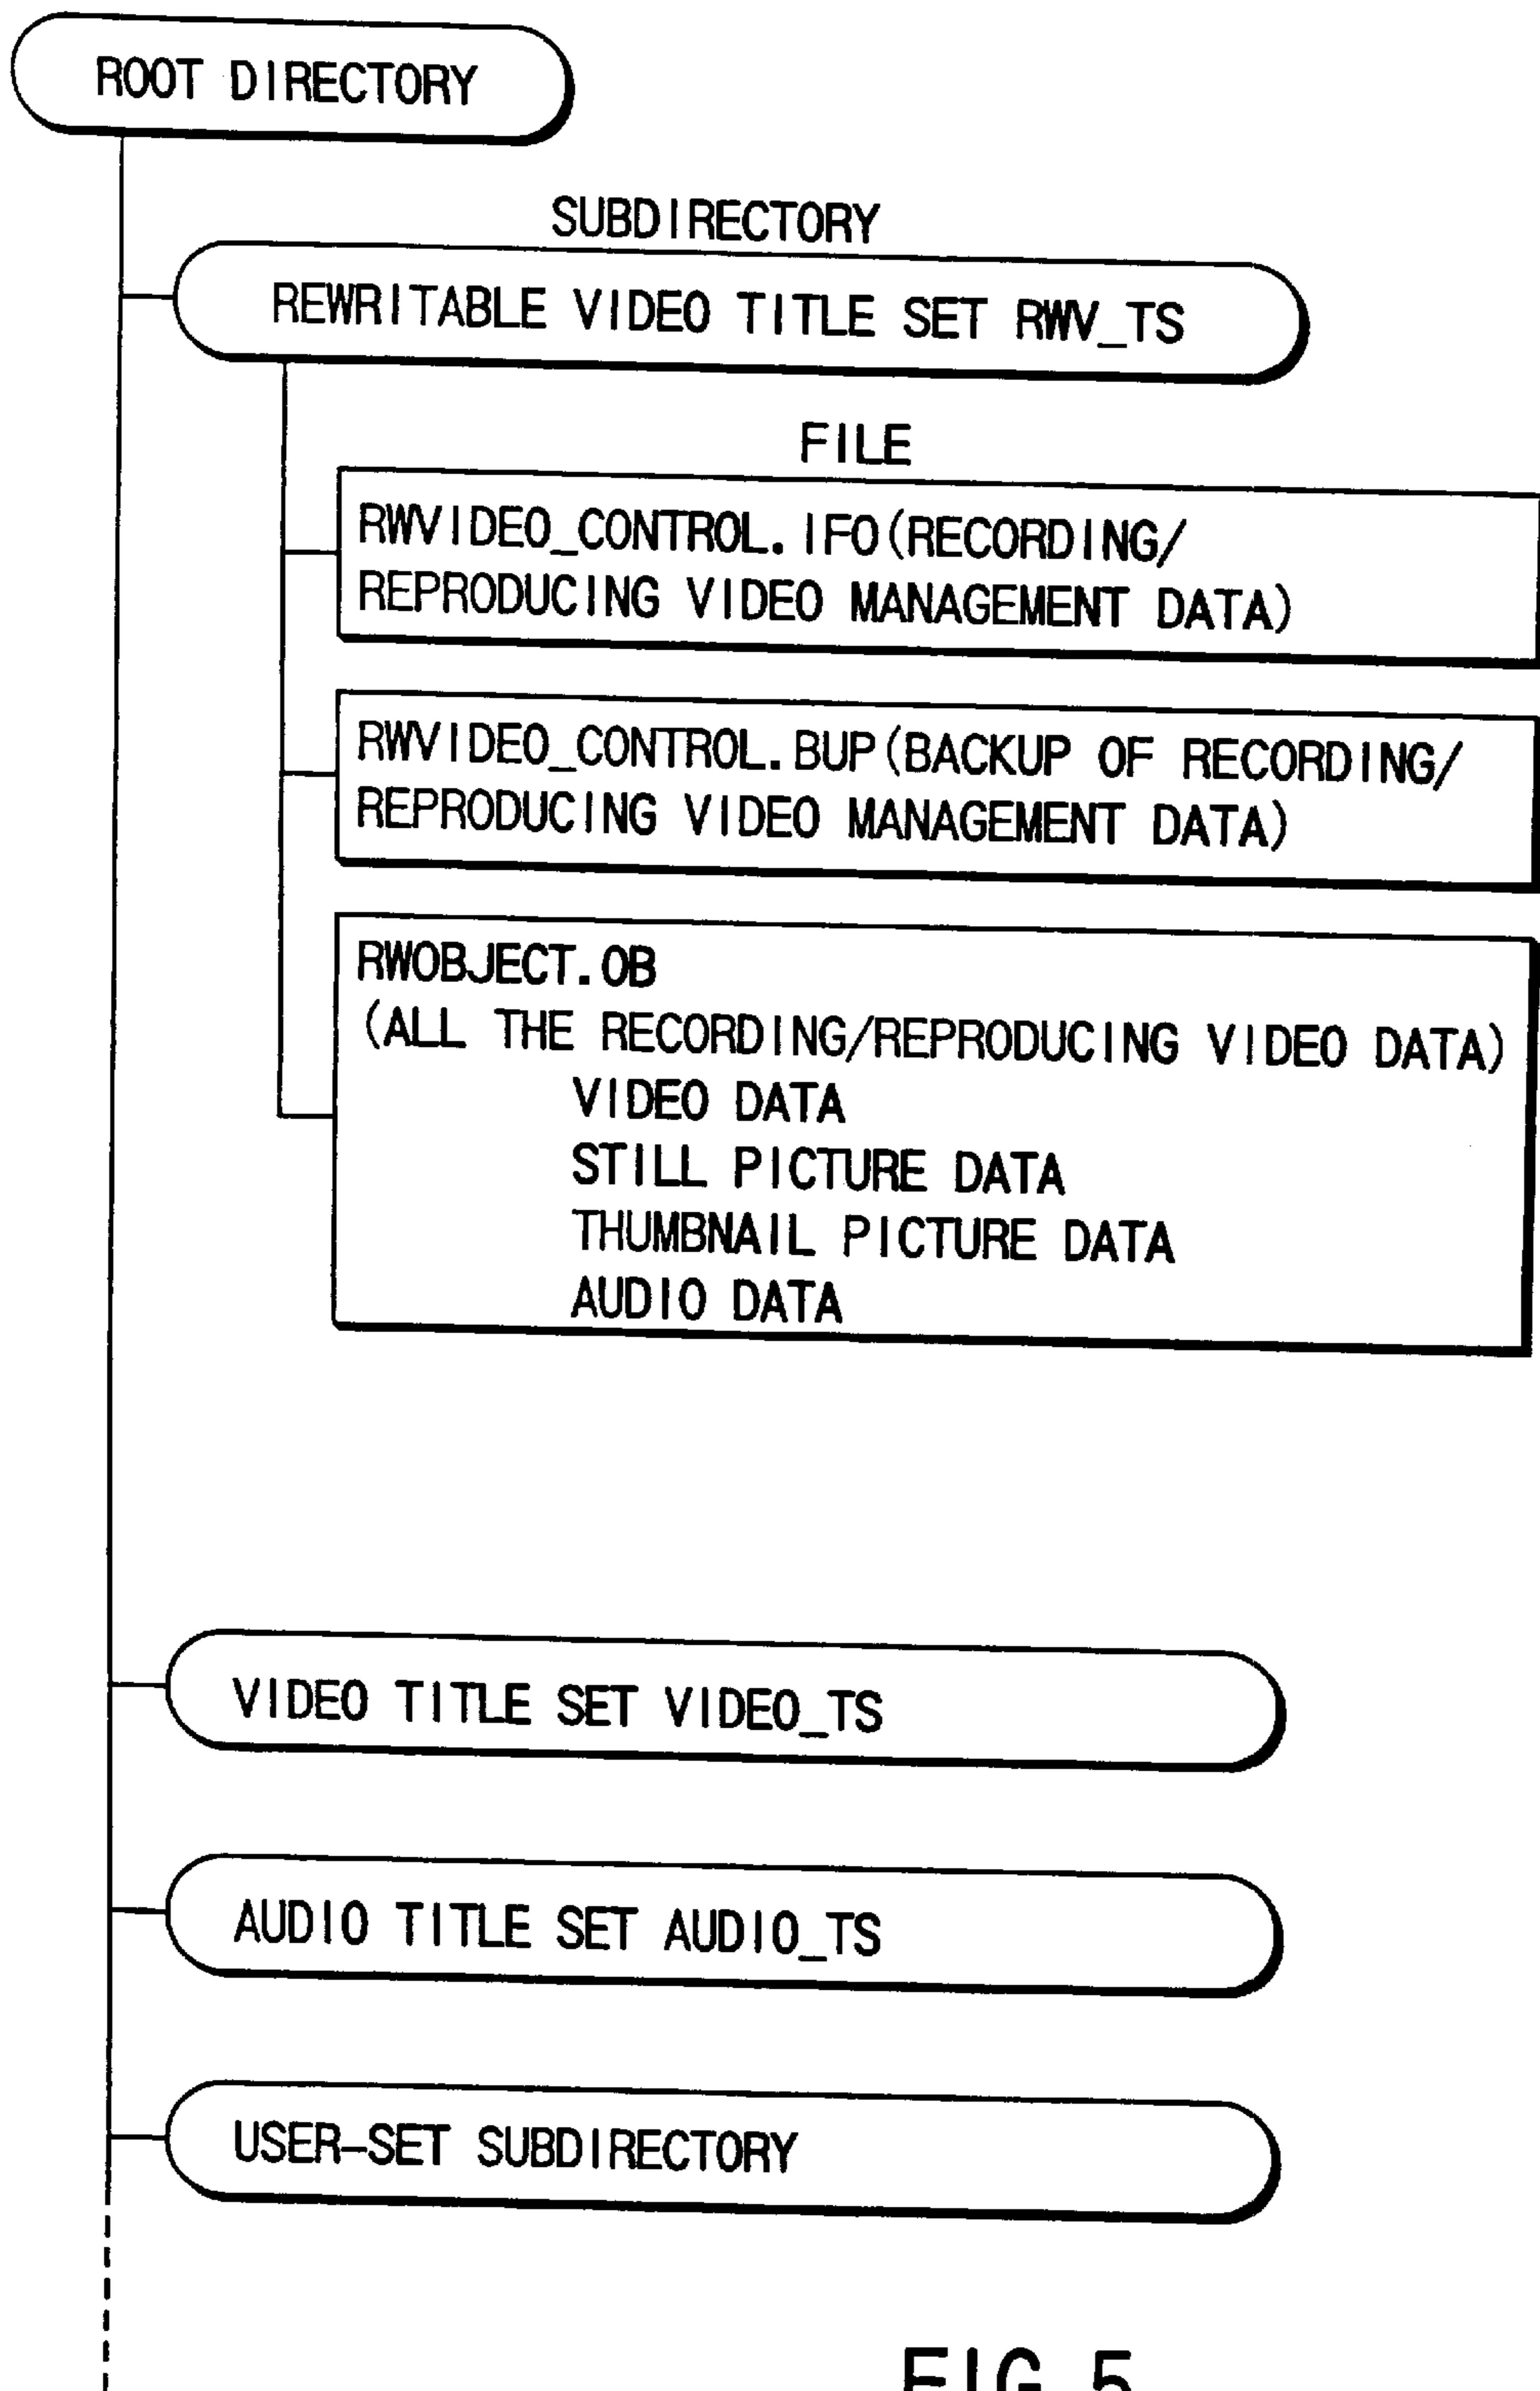 ROOT DIRECTORY
SUBDIRECTORY
REWRITABLE VIDEO TITLE SET RWV_TS
FILE
RWVIDEO_CONTROL.IFO(RECORDING/
REPRODUCING VIDEO MANAGEMENT DATA)
RWVIDEO_CONTROL.BUP(BACKUP OF RECORDING/
REPRODUCING VIDEO MANAGEMENT DATA)
RWOBJECT.OB
(ALL THE RECORDING/REPRODUCING VIDEO DATA)
VIDEO DATA
STILL PICTURE DATA
THUMBNAIL PICTURE DATA
AUDIO DATA
VIDEO TITLE SET VIDEO_TS
AUDIO TITLE SET AUDIO_TS
USER-SET SUBDIRECTORY
FIG. 5